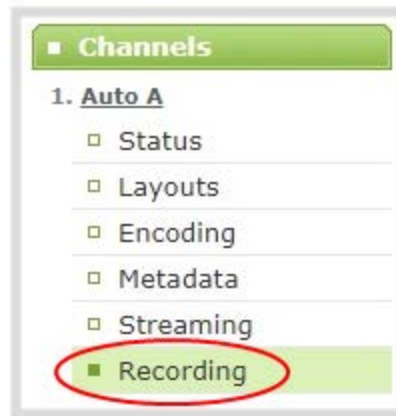 Channels
1. Auto A
Status
Layouts
Encoding
Metadata
Streaming
Recording